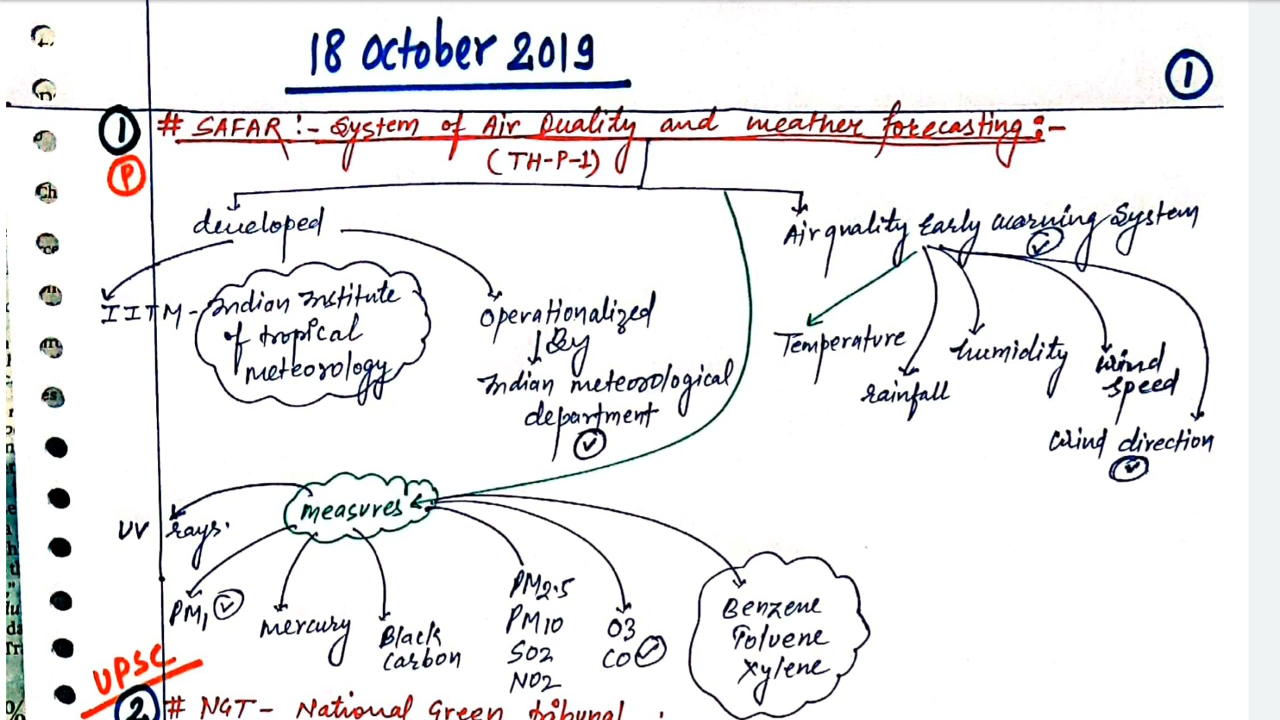 18 October 2019
1
1 # SAFAR :- System of Air Quality and weather forecasting :-
P
(TH-P-1)
developed
Air quality Early warning System
IITM - Indian Institute
of tropical
meteorology
Operationalized
By
Indian meteorological
department
Temperature
rainfall
humidity
Wind
speed
Wind direction
measures
UV rays.
PM1
mercury
Black
Carbon
PM2.5
PM10
SO2
NO2
O3
CO
Benzene
Toluene
Xylene
UPSC
2 # NGT - National Green tribunal :